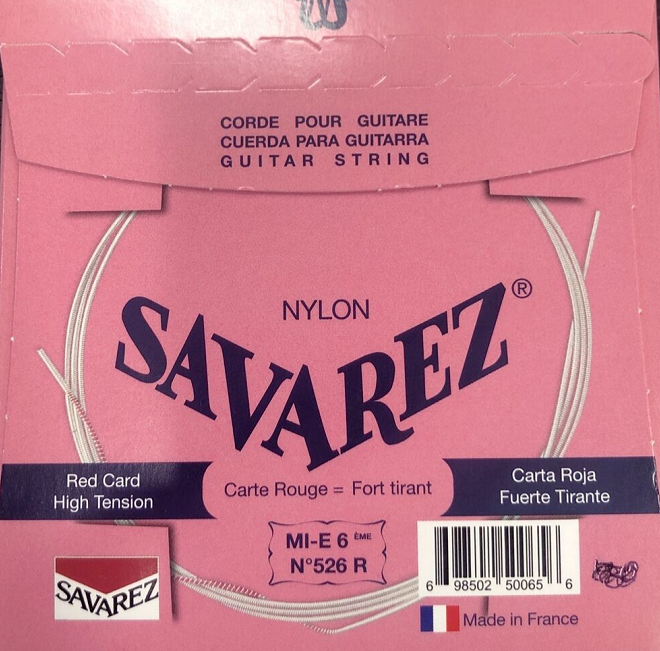 CORDE POUR GUITARE
CUERDA PARA GUITARRA
GUITAR STRING
NYLON
SAVAREZ®
Red Card
High Tension
Carte Rouge = Fort tirant
Carta Roja
Fuerte Tirante
MI-E 6 ÈME
N°526 R
SAVAREZ
6 98502 50065 6
Made in France